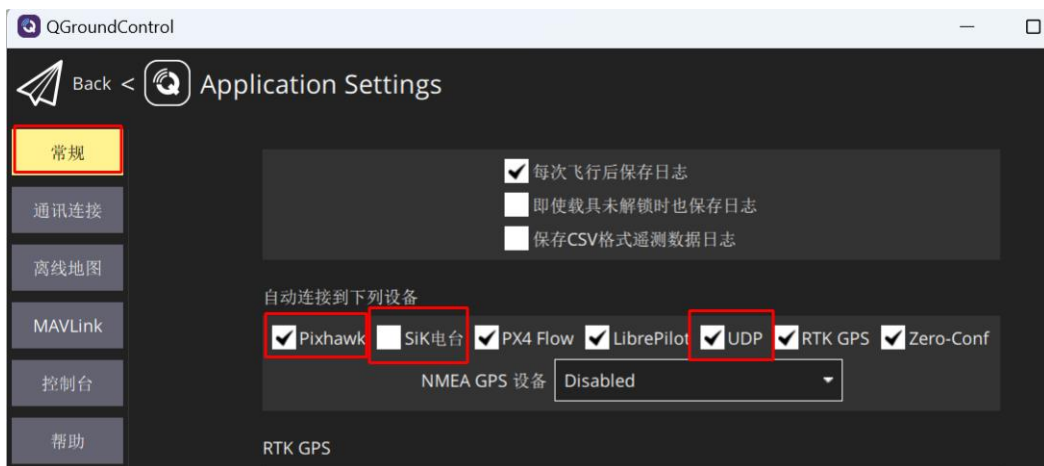 QGroundControl
Back < Application Settings
常规
每次飞行后保存日志
通讯连接
即使载具未解锁时也保存日志
保存CSV格式遥测数据日志
离线地图
自动连接到下列设备
MAVLink
Pixhawk SiK电台 PX4 Flow LibrePilot UDP RTK GPS Zero-Conf
控制台
NMEA GPS 设备 Disabled
帮助
RTK GPS